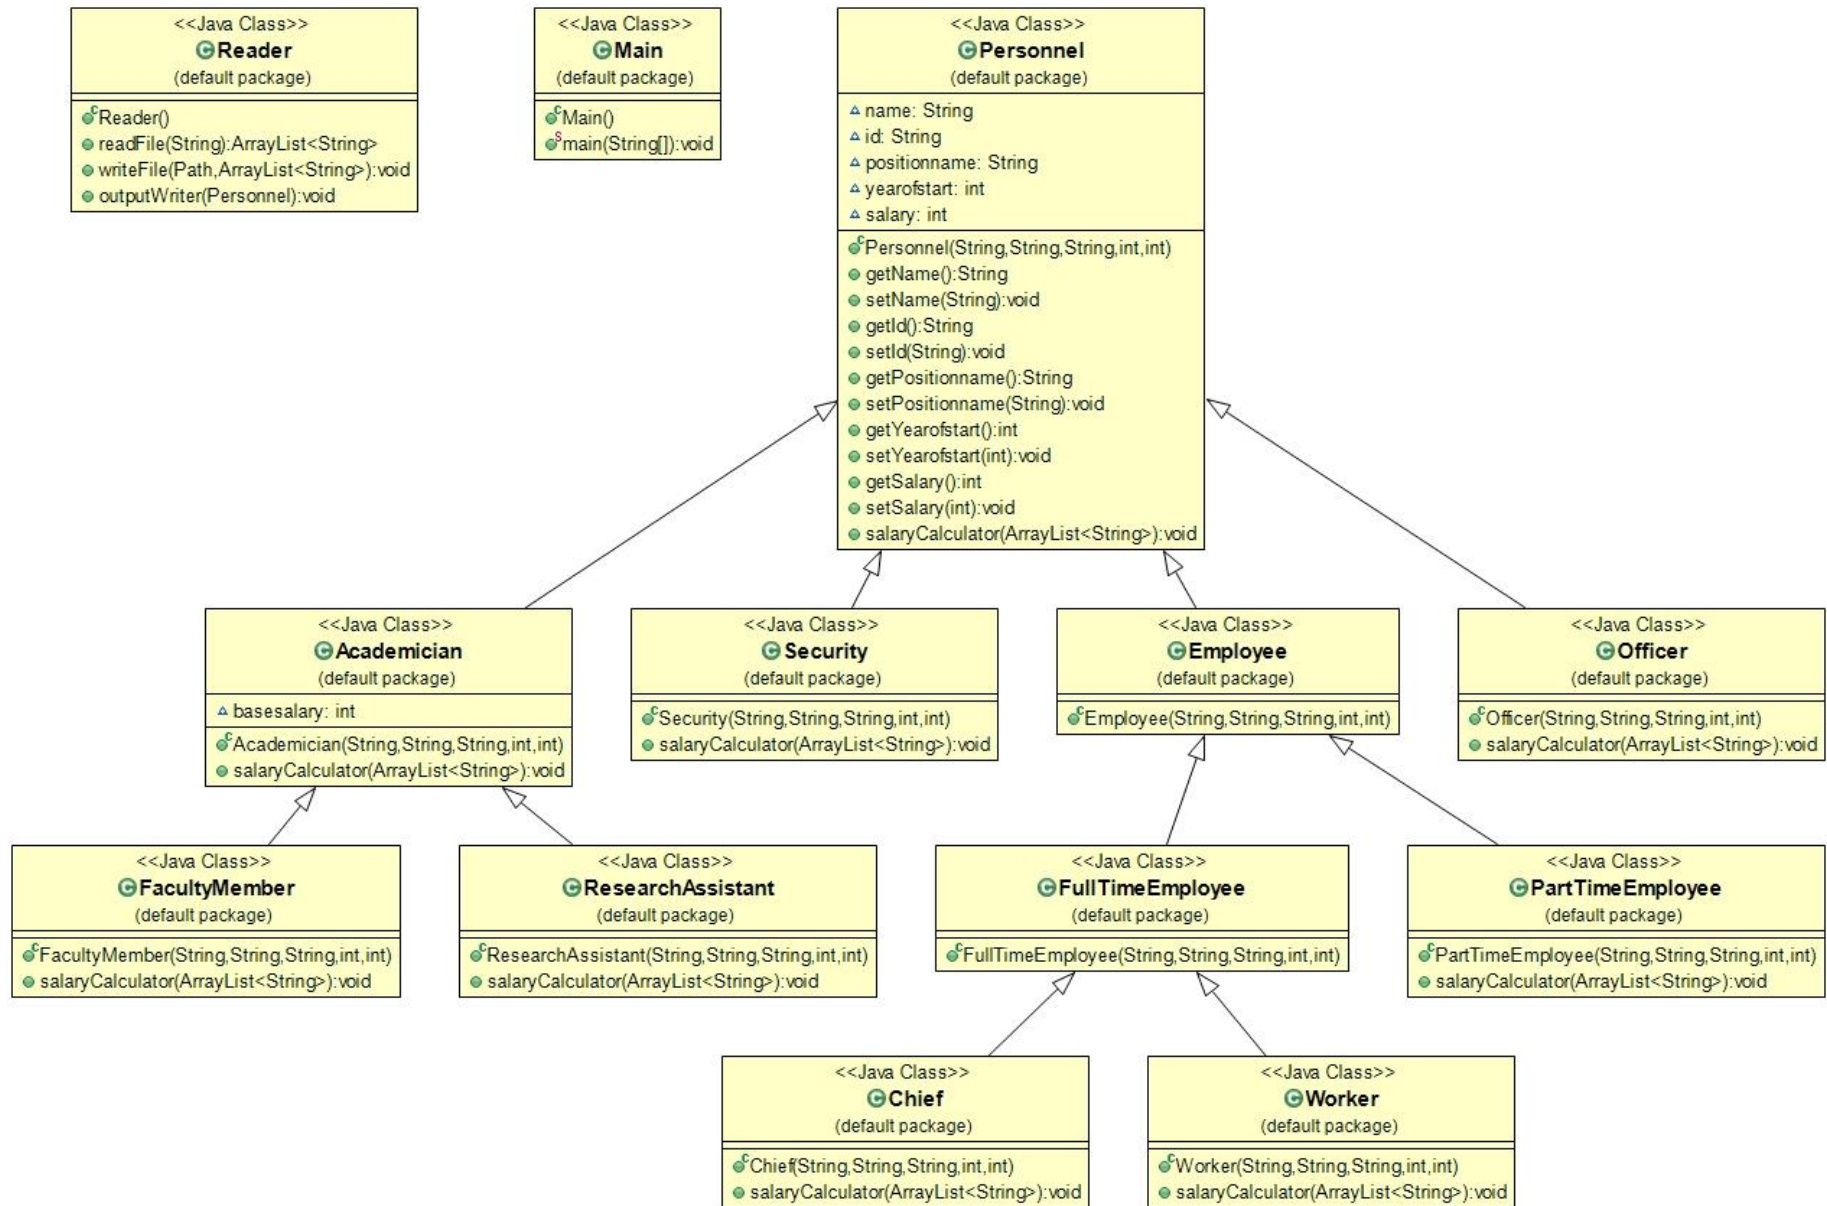 <<Java Class>>
Reader
(default package)
Reader()
readFile(String):ArrayList<String>
writeFile(Path,ArrayList<String>):void
outputWriter(Personnel):void
<<Java Class>>
Main
(default package)
Main()
main(String[]):void
<<Java Class>>
Personnel
(default package)
name: String
id: String
positionname: String
yearofstart: int
salary: int
Personnel(String,String,String,int,int)
getName():String
setName(String):void
getId():String
setId(String):void
getPositionname():String
setPositionname(String):void
getYearofstart():int
setYearofstart(int):void
getSalary():int
setSalary(int):void
salaryCalculator(ArrayList<String>):void
<<Java Class>>
Academician
(default package)
basesalary: int
Academician(String,String,String,int,int)
salaryCalculator(ArrayList<String>):void
<<Java Class>>
Security
(default package)
Security(String,String,String,int,int)
salaryCalculator(ArrayList<String>):void
<<Java Class>>
Employee
(default package)
Employee(String,String,String,int,int)
<<Java Class>>
Officer
(default package)
Officer(String,String,String,int,int)
salaryCalculator(ArrayList<String>):void
<<Java Class>>
FacultyMember
(default package)
FacultyMember(String,String,String,int,int)
salaryCalculator(ArrayList<String>):void
<<Java Class>>
ResearchAssistant
(default package)
ResearchAssistant(String,String,String,int,int)
salaryCalculator(ArrayList<String>):void
<<Java Class>>
FullTimeEmployee
(default package)
FullTimeEmployee(String,String,String,int,int)
<<Java Class>>
PartTimeEmployee
(default package)
PartTimeEmployee(String,String,String,int,int)
salaryCalculator(ArrayList<String>):void
<<Java Class>>
Chief
(default package)
Chief(String,String,String,int,int)
salaryCalculator(ArrayList<String>):void
<<Java Class>>
Worker
(default package)
Worker(String,String,String,int,int)
salaryCalculator(ArrayList<String>):void